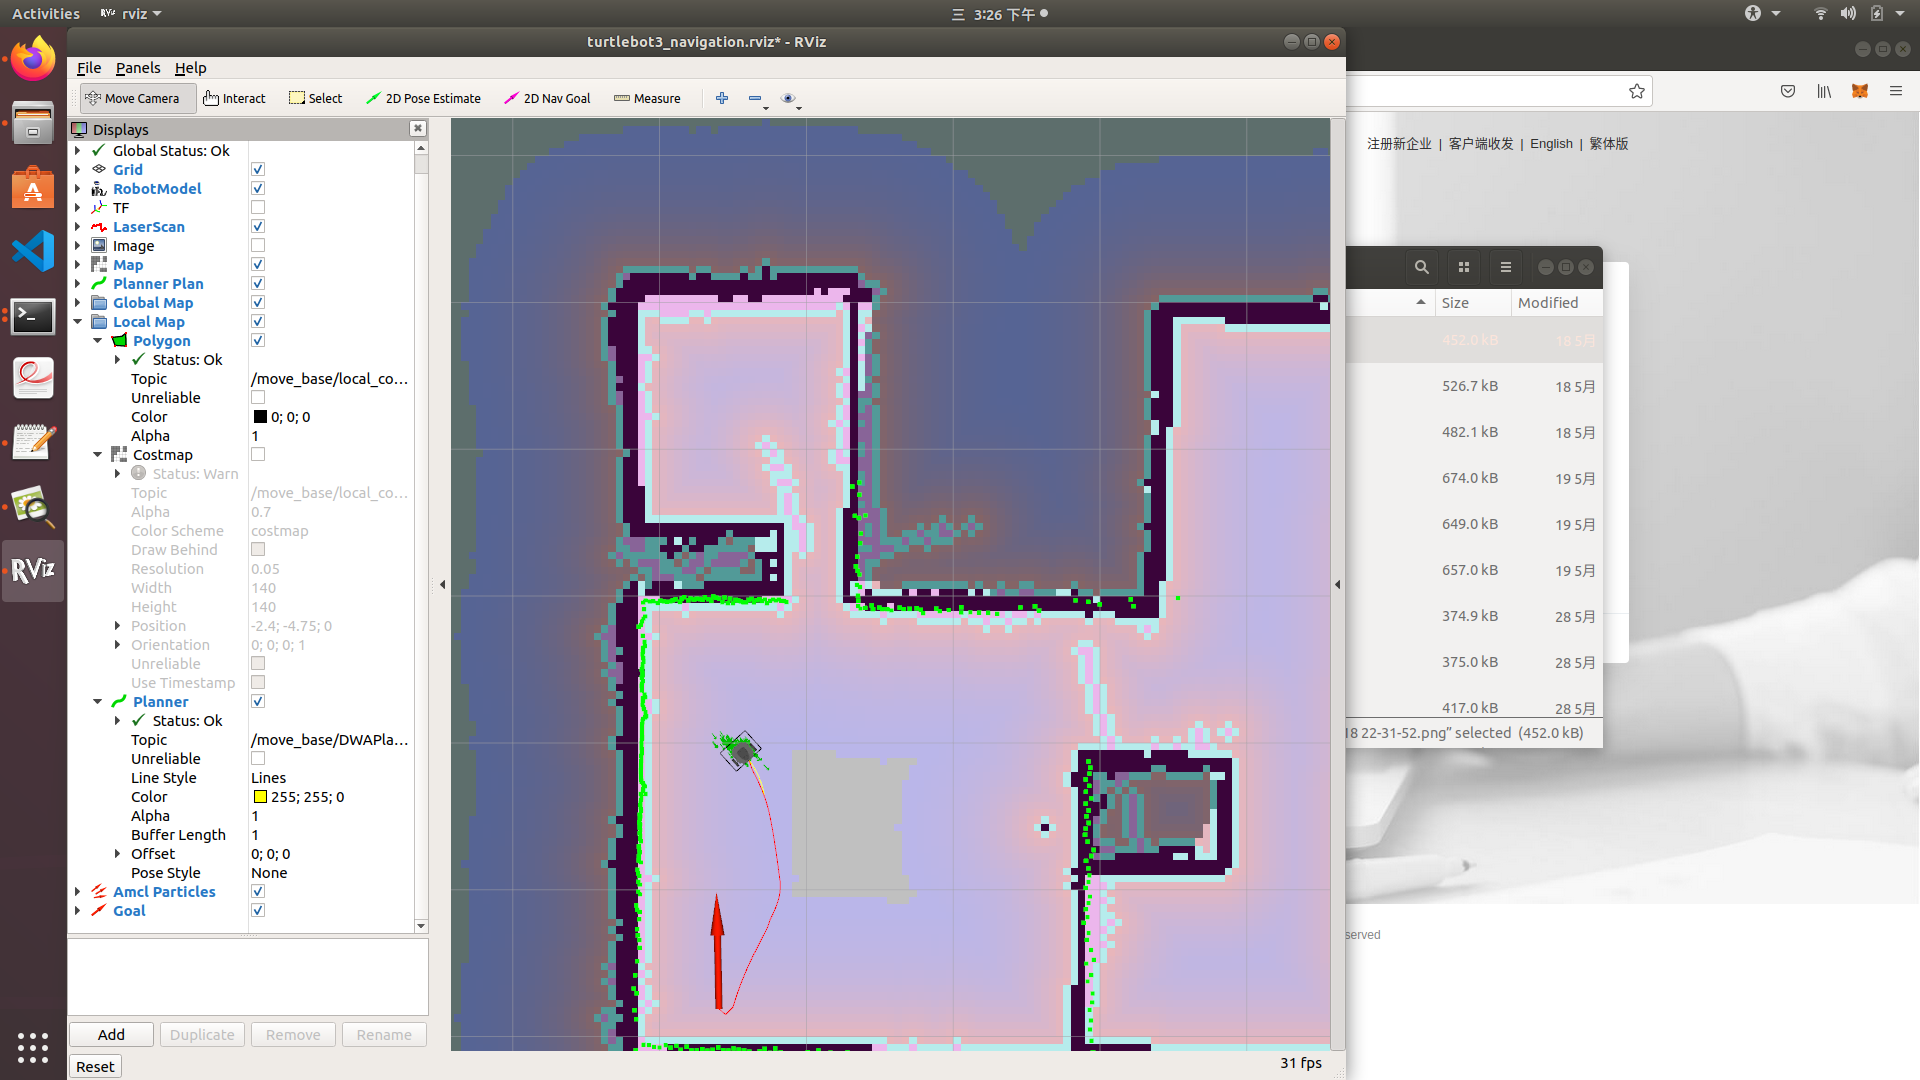 Activities
rviz
三 3:26 下午
turtlebot3_navigation.rviz* - RViz
File Panels Help
Move Camera Interact Select 2D Pose Estimate 2D Nav Goal Measure
Displays
Global Status: Ok
Grid
RobotModel
TF
LaserScan
Image
Map
Planner Plan
Global Map
Local Map
Polygon
Status: Ok
Topic /move_base/local_co…
Unreliable
Color 0; 0; 0
Alpha 1
Costmap
Status: Warn
Topic /move_base/local_co…
Alpha 0.7
Color Scheme costmap
Draw Behind
Resolution 0.05
Width 140
Height 140
Position -2.4; -4.75; 0
Orientation 0; 0; 0; 1
Unreliable
Use Timestamp
Planner
Status: Ok
Topic /move_base/DWAPla…
Unreliable
Line Style Lines
Color 255; 255; 0
Alpha 1
Buffer Length 1
Offset 0; 0; 0
Pose Style None
Amcl Particles
Goal
Add Duplicate Remove Rename
Reset
31 fps
RViz
注册新企业 | 客户端收发 | English | 繁体版
Size Modified
452.0 kB 18 5月
526.7 kB 18 5月
482.1 kB 18 5月
674.0 kB 19 5月
649.0 kB 19 5月
657.0 kB 19 5月
374.9 kB 28 5月
375.0 kB 28 5月
417.0 kB 28 5月
18 22-31-52.png” selected (452.0 kB)
served